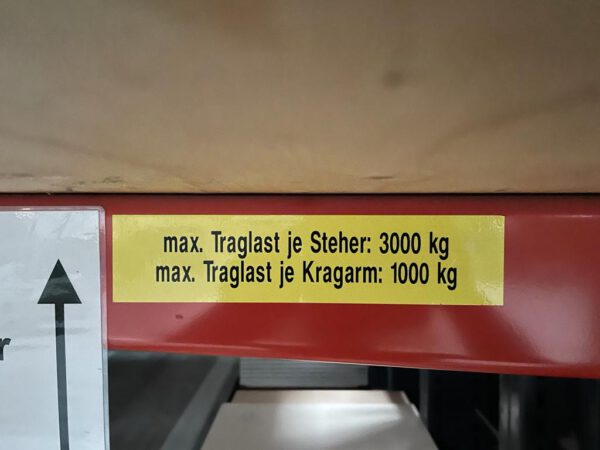 max. Traglast je Steher: 3000 kg
max. Traglast je Kragarm: 1000 kg